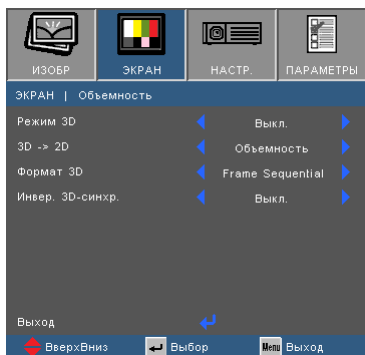 ИЗОБР ЭКРАН НАСТР. ПАРАМЕТРЫ
ЭКРАН | Объемность
Режим 3D Выкл.
3D -> 2D Объемность
Формат 3D Frame Sequential
Инвер. 3D-синхр. Выкл.
Выход
ВверхВниз Выбор Menu Выход